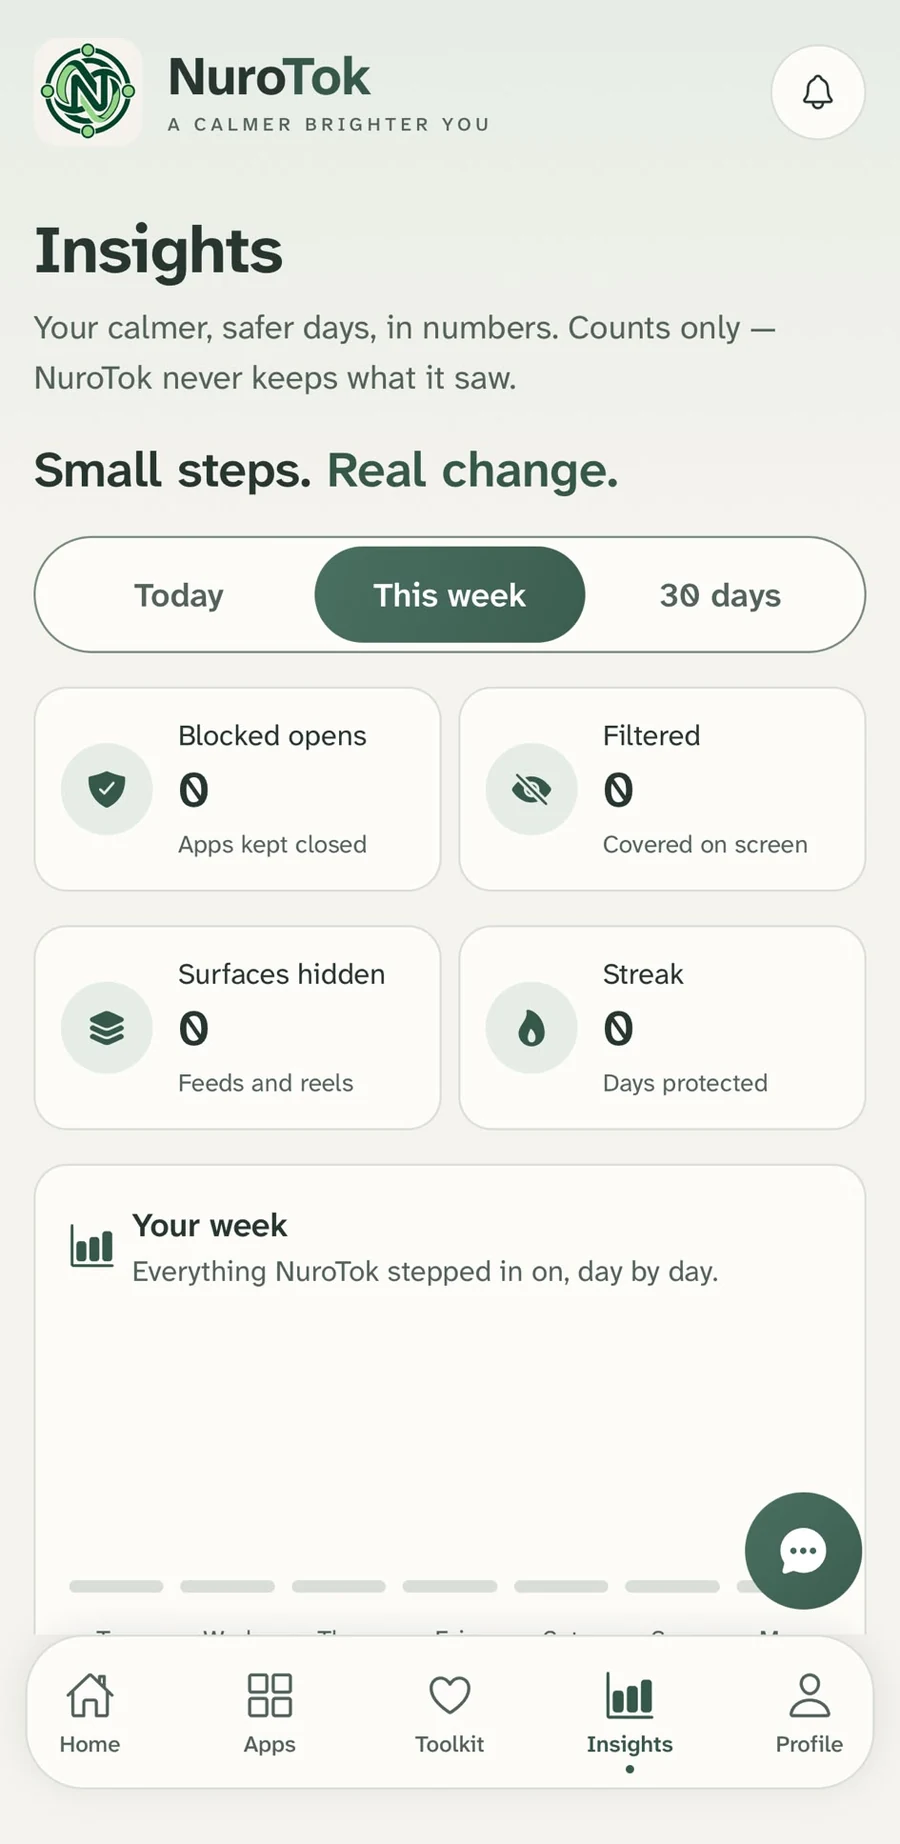 NuroTok
A CALMER BRIGHTER YOU
Insights
Your calmer, safer days, in numbers. Counts only —
NuroTok never keeps what it saw.
Small steps. Real change.
Today
This week
30 days
Blocked opens
0
Apps kept closed
Filtered
0
Covered on screen
Surfaces hidden
0
Feeds and reels
Streak
0
Days protected
Your week
Everything NuroTok stepped in on, day by day.
Home
Apps
Toolkit
Insights
Profile